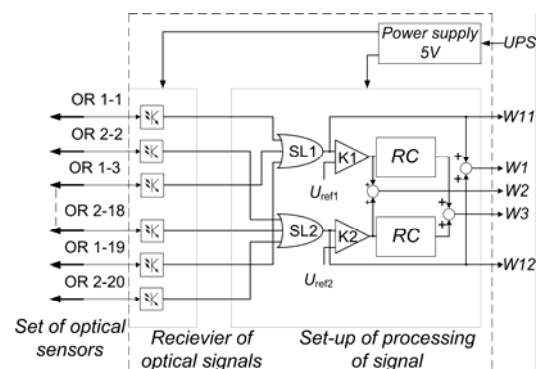 Power supply
5V
UPS
OR 1-1
OR 2-2
OR 1-3
OR 2-18
OR 1-19
OR 2-20
SL1
SL2
K1
K2
RC
RC
Uref1
Uref2
+
+
+
+
+
+
W11
W1
W2
W3
W12
Set of optical
sensors
Recievier of
optical signals
Set-up of processing
of signal